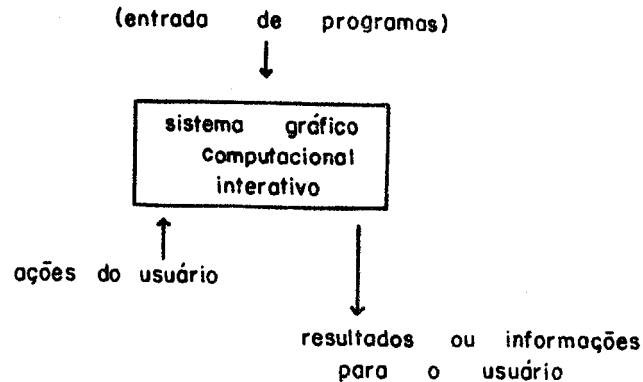 (entrada de programas)
sistema gráfico
computacional
interativo
ações do usuário
resultados ou informações
para o usuário